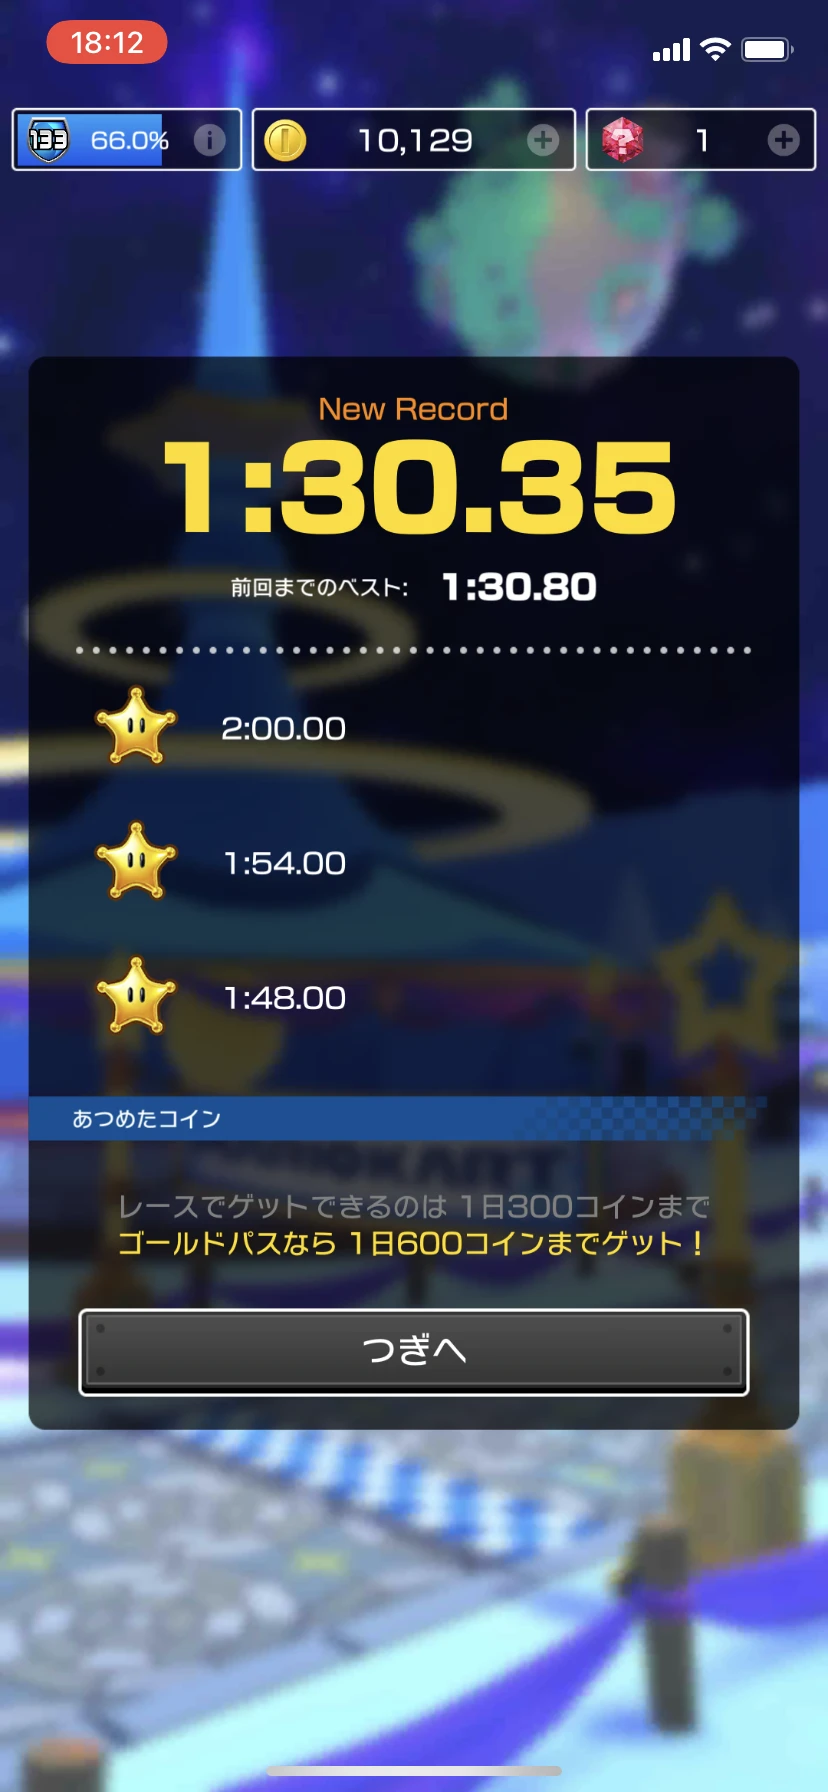 18:12
133 66.0% i 10,129 + ? 1 +
New Record
1:30.35
前回までのベスト: 1:30.80
2:00.00
1:54.00
1:48.00
あつめたコイン
レースでゲットできるのは 1日300コインまで
ゴールドパスなら 1日600コインまでゲット!
つぎへ